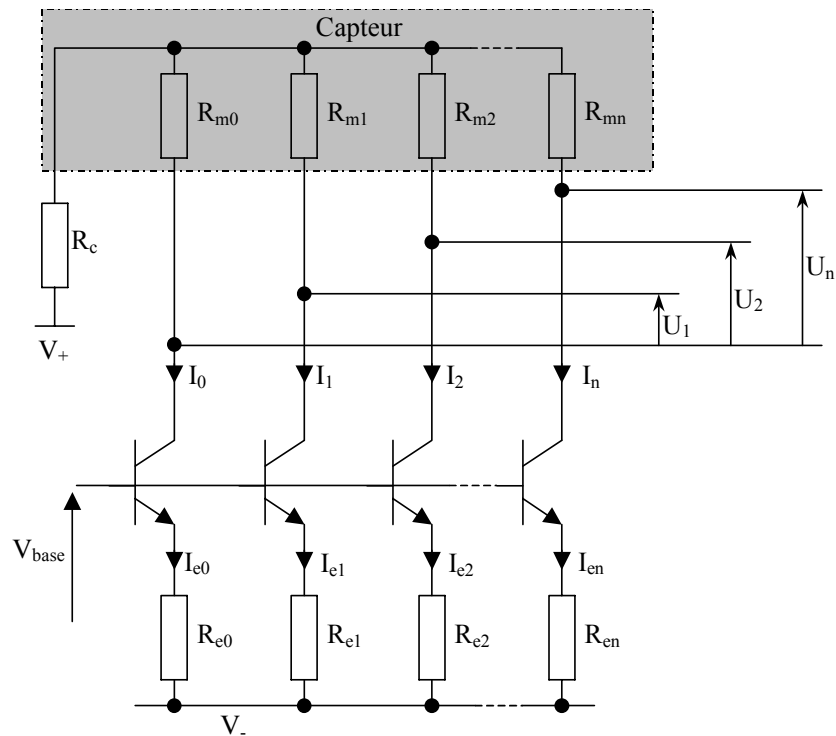 Capteur
R_m0 R_m1 R_m2 R_mn
R_c
V_+
U_1 U_2 U_n
I_0 I_1 I_2 I_n
V_base
I_e0 I_e1 I_e2 I_en
R_e0 R_e1 R_e2 R_en
V_-